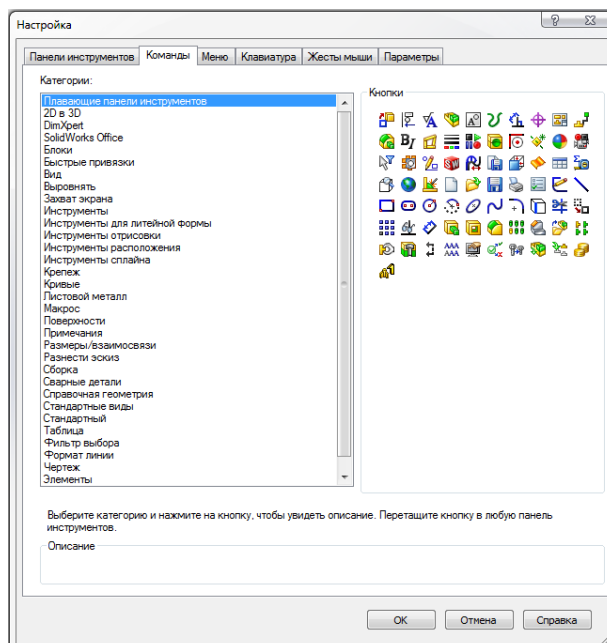 Настройка
Панели инструментов Команды Меню Клавиатура Жесты мыши Параметры
Категории:
Кнопки
Плавающие панели инструментов
2D в 3D
DimXpert
SolidWorks Office
Блоки
Быстрые привязки
Вид
Выровнять
Захват экрана
Инструменты
Инструменты для литейной формы
Инструменты отрисовки
Инструменты расположения
Инструменты сплайна
Крепеж
Кривые
Листовой металл
Макрос
Поверхности
Примечания
Размеры/взаимосвязи
Разнести эскиз
Сборка
Сварные детали
Справочная геометрия
Стандартные виды
Стандартный
Таблица
Фильтр выбора
Формат линии
Чертеж
Элементы
Выберите категорию и нажмите на кнопку, чтобы увидеть описание. Перетащите кнопку в любую панель
инструментов.
Описание
ОК Отмена Справка